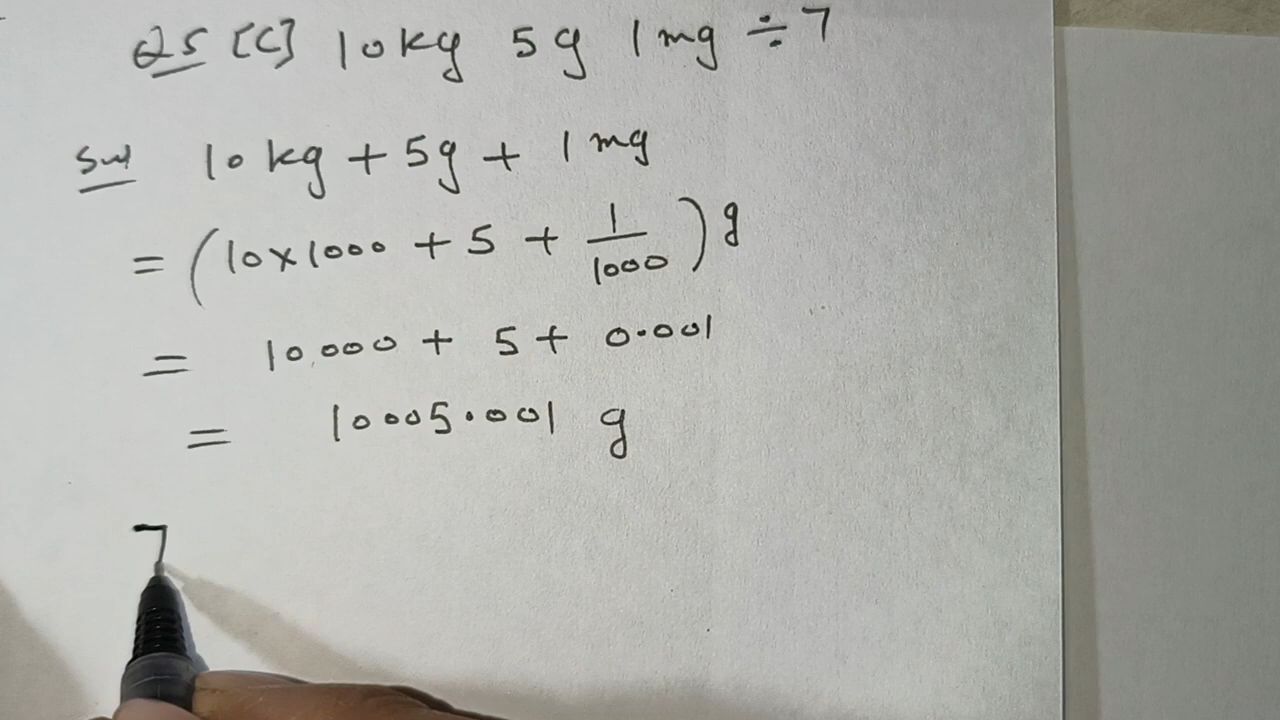 Q5 [C] 10kg 5g 1mg ÷ 7
Sol 10kg + 5g + 1mg
= (10×1000 + 5 + 1/1000) g
= 10,000 + 5 + 0.001
= 10005.001 g
7